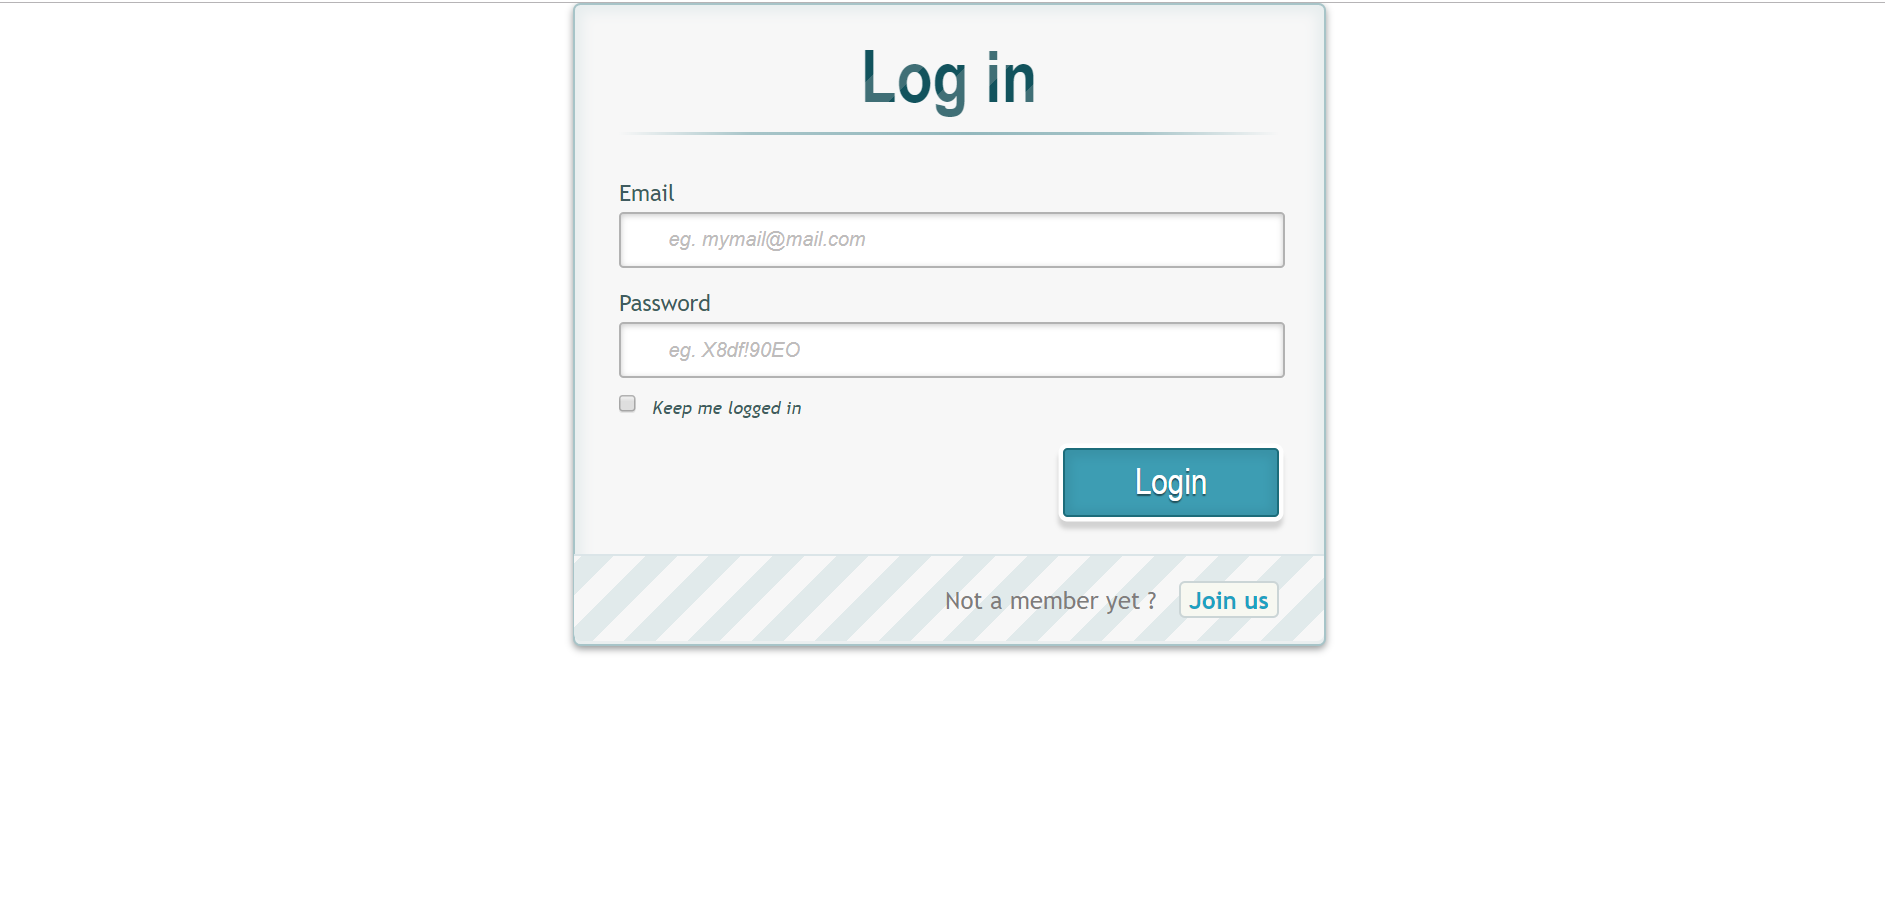 Log in
Email
eg. mymail@mail.com
Password
eg. X8df!90EO
Keep me logged in
Login
Not a member yet ? Join us